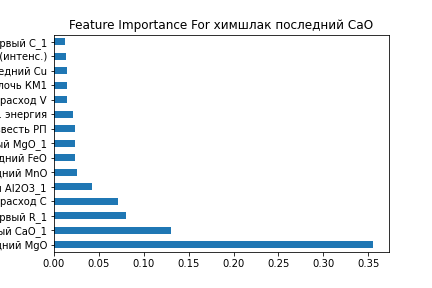 Feature Importance For химшлак последний CaO
рвый C_1
(интенс.)
едний Cu
лочь КМ1
расход V
. энергия
звесть РП
ый MgO_1
дний FeO
дний MnO
й Al2O3_1
расход C
рвый R_1
ый CaO_1
дний MgO
0.00 0.05 0.10 0.15 0.20 0.25 0.30 0.35